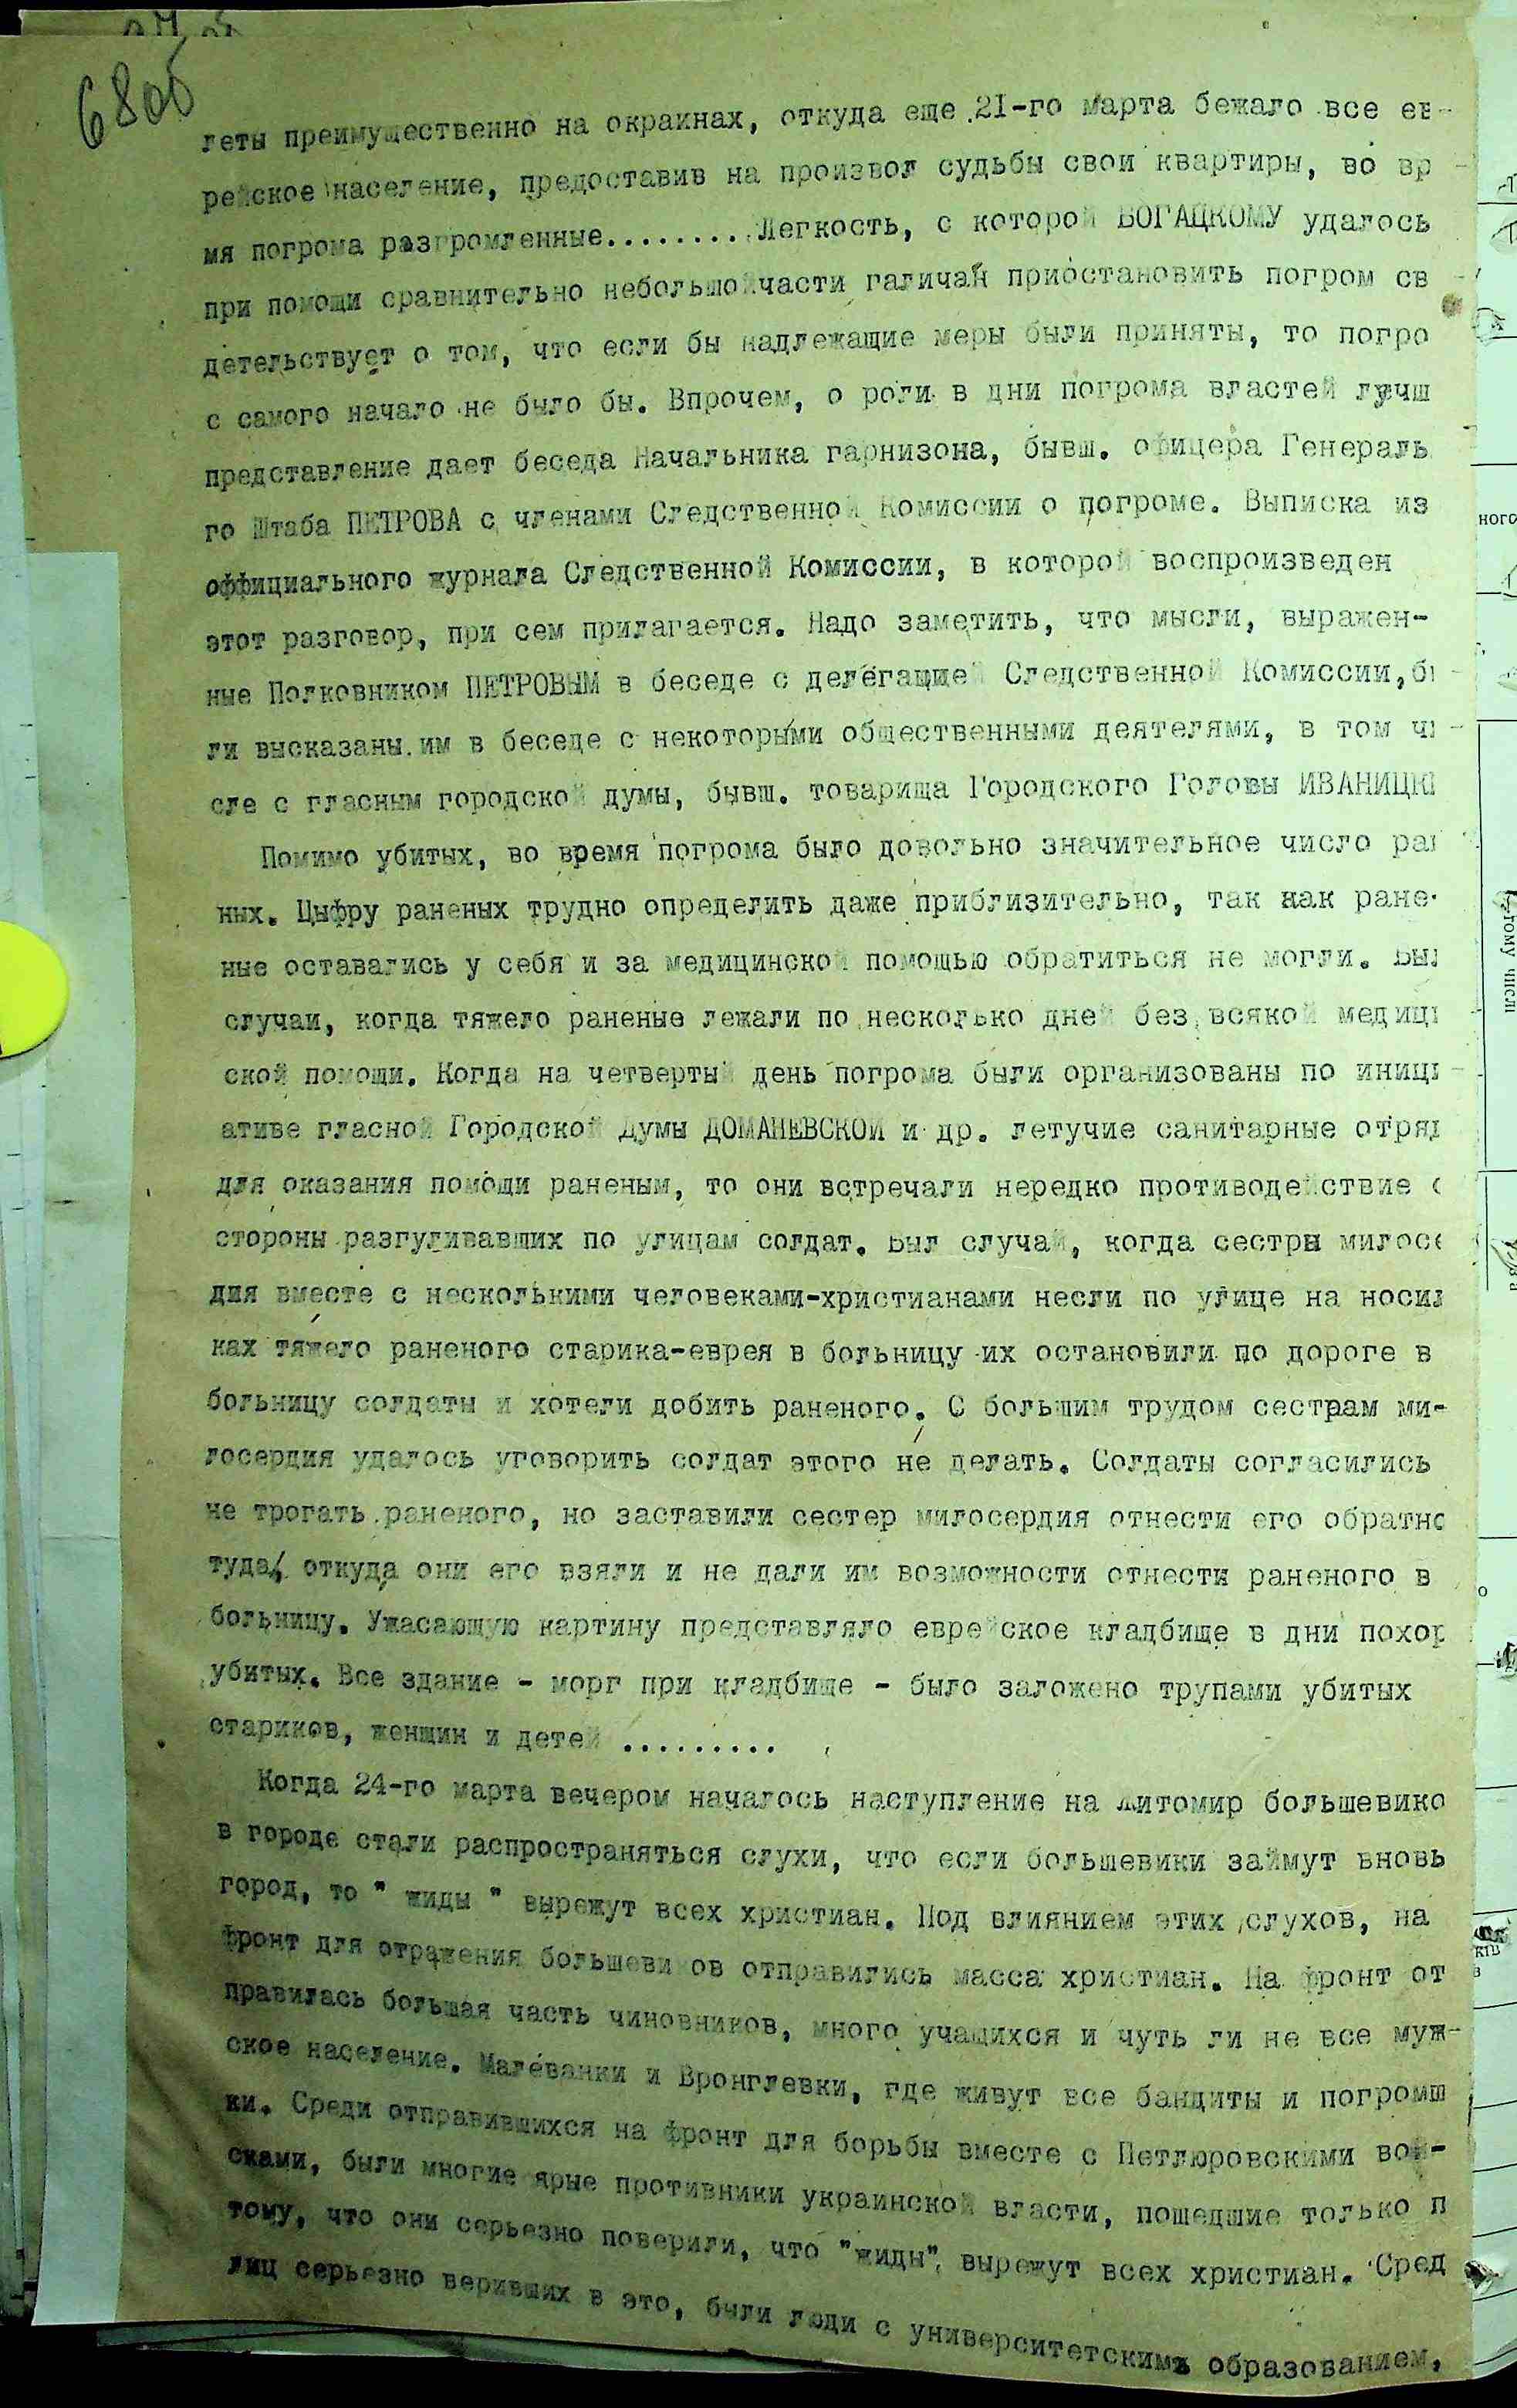 68об
леты преимущественно на окраинах, откуда еще 21-го марта бежало все ев-
рейское население, предоставив на произвол судьбы свои квартиры, во вр
мя погрома разгромленные......... Легкость, с которой БОГАЦКОМУ удалось
при помощи сравнительно небольшой части галичан приостановить погром св
детельствует о том, что если бы надлежащие меры были приняты, то погро
с самого начало не было бы. Впрочем, о роли в дни погрома властей лучш
представление дает беседа Начальника гарнизона, бывш. офицера Генераль
го Штаба ПЕТРОВА с членами Следственной Комиссии о погроме. Выписка из
оффициального журнала Следственной Комиссии, в которой воспроизведен
этот разговор, при сем прилагается. Надо заметить, что мысли, выражен-
ные Полковником ПЕТРОВЫМ в беседе с делегацией Следственной Комиссии, бы
ли высказаны им в беседе с некоторыми общественными деятелями, в том чи-
сле с гласным городской думы, бывш. товарища Городского Головы ИВАНИЦКИ
Помимо убитых, во время погрома было довольно значительное число ран
ных. Цыфру раненых трудно определить даже приблизительно, так как ране-
ные оставались у себя и за медицинской помощью обратиться не могли. Был
случаи, когда тяжело раненые лежали по несколько дней без всякой медици
ской помощи. Когда на четвертый день погрома были организованы по иници-
ативе гласной Городской Думы ДОМАНЕВСКОЙ и др. летучие санитарные отряд
для оказания помощи раненым, то они встречали нередко противодействие с
стороны разгуливавших по улицам солдат. Был случай, когда сестры милосе
дия вместе с несколькими человеками-христианами несли по улице на носил
ках тяжело раненого старика-еврея в больницу их остановили по дороге в
больницу солдаты и хотели добить раненого. С большим трудом сестрам ми-
лосердия удалось уговорить солдат этого не делать. Солдаты согласились
не трогать раненого, но заставили сестер милосердия отнести его обратно
туда, откуда они его взяли и не дали им возможности отнести раненого в
больницу. Ужасающую картину представляло еврейское кладбище в дни похор
убитых. Все здание - морг при кладбище - было заложено трупами убитых
стариков, женщин и детей .........
Когда 24-го марта вечером началось наступление на Житомир большевико
в городе стали распространяться слухи, что если большевики займут вновь
город, то " жиды " вырежут всех христиан. Под влиянием этих слухов, на
фронт для отражения большеви ов отправились масса христиан. На фронт от
правилась большая часть чиновников, много учащихся и чуть ли не все муж-
ское население. Малеванки и Вронглевки, где живут все бандиты и погромщ
ки. Среди отправившихся на фронт для борьбы вместе с Петлюровскими вой-
сками, были многие ярые противники украинской власти, пошедшие только п
тому, что они серьезно поверили, что "жиды", вырежут всех христиан. Сред
лиц серьезно веривших в это, были люди с университетским образованием,
ного
тому числі